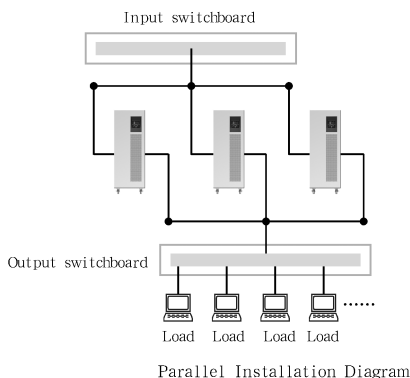 Input switchboard
Output switchboard
Load Load Load Load
Parallel Installation Diagram